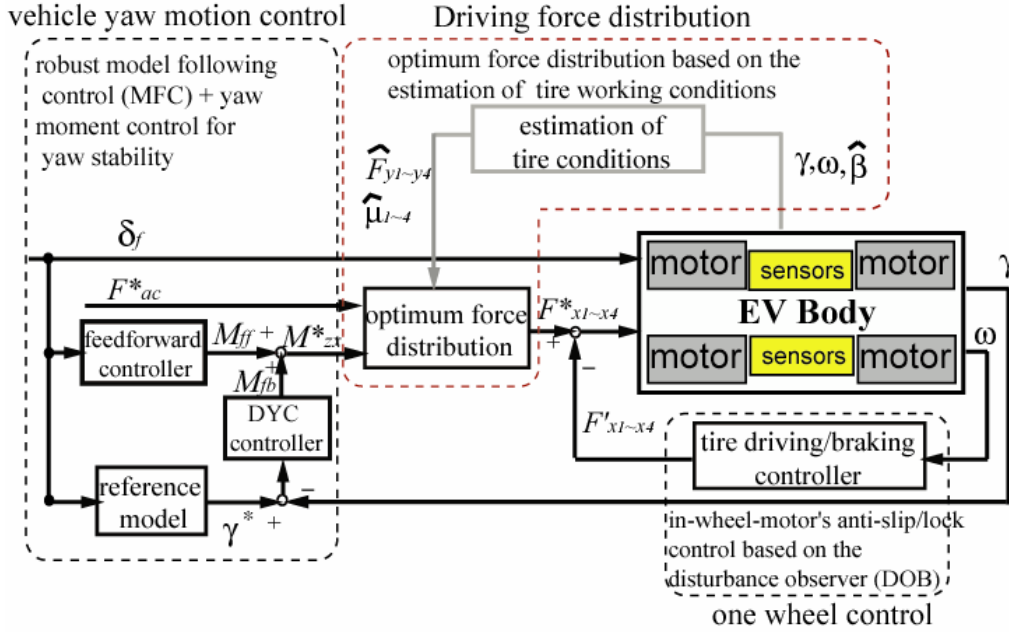 vehicle yaw motion control
Driving force distribution
robust model following
control (MFC) + yaw
moment control for
yaw stability
optimum force distribution based on the
estimation of tire working conditions
estimation of
tire conditions
F̂y1~y4
μ̂1~4
γ,ω,β̂
δf
F*ac
feedforward
controller
Mff +
M*zx
+
Mfb
DYC
controller
optimum force
distribution
F*x1~x4
+
−
motor
sensors
motor
EV Body
motor
sensors
motor
γ
ω
F'x1~x4
tire driving/braking
controller
reference
model
γ*
+
−
in-wheel-motor's anti-slip/lock
control based on the
disturbance observer (DOB)
one wheel control